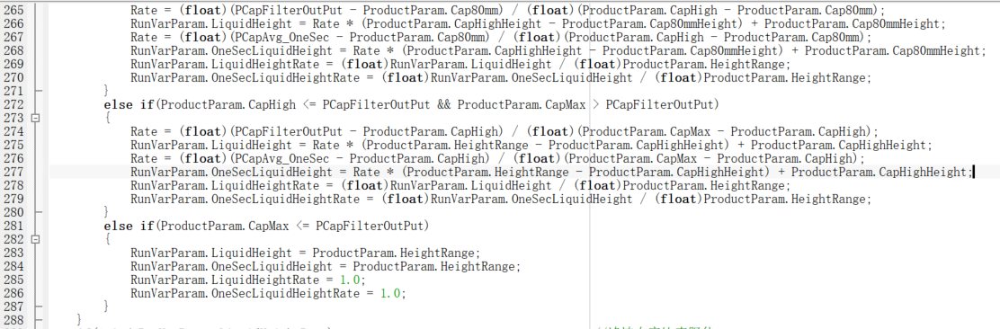 265 Rate = (float)(PCapFilterOutPut - ProductParam.Cap80mm) / (float)(ProductParam.CapHigh - ProductParam.Cap80mm);
266 RunVarParam.LiquidHeight = Rate * (ProductParam.CapHighHeight - ProductParam.Cap80mmHeight) + ProductParam.Cap80mmHeight;
267 Rate = (float)(PCapAvg_OneSec - ProductParam.Cap80mm) / (float)(ProductParam.CapHigh - ProductParam.Cap80mm);
268 RunVarParam.OneSecLiquidHeight = Rate * (ProductParam.CapHighHeight - ProductParam.Cap80mmHeight) + ProductParam.Cap80mmHeight;
269 RunVarParam.LiquidHeightRate = (float)RunVarParam.LiquidHeight / (float)ProductParam.HeightRange;
270 RunVarParam.OneSecLiquidHeightRate = (float)RunVarParam.OneSecLiquidHeight / (float)ProductParam.HeightRange;
271 }
272 else if(ProductParam.CapHigh <= PCapFilterOutPut && ProductParam.CapMax > PCapFilterOutPut)
273 {
274 Rate = (float)(PCapFilterOutPut - ProductParam.CapHigh) / (float)(ProductParam.CapMax - ProductParam.CapHigh);
275 RunVarParam.LiquidHeight = Rate * (ProductParam.HeightRange - ProductParam.CapHighHeight) + ProductParam.CapHighHeight;
276 Rate = (float)(PCapAvg_OneSec - ProductParam.CapHigh) / (float)(ProductParam.CapMax - ProductParam.CapHigh);
277 RunVarParam.OneSecLiquidHeight = Rate * (ProductParam.HeightRange - ProductParam.CapHighHeight) + ProductParam.CapHighHeight;
278 RunVarParam.LiquidHeightRate = (float)RunVarParam.LiquidHeight / (float)ProductParam.HeightRange;
279 RunVarParam.OneSecLiquidHeightRate = (float)RunVarParam.OneSecLiquidHeight / (float)ProductParam.HeightRange;
280 }
281 else if(ProductParam.CapMax <= PCapFilterOutPut)
282 {
283 RunVarParam.LiquidHeight = ProductParam.HeightRange;
284 RunVarParam.OneSecLiquidHeight = ProductParam.HeightRange;
285 RunVarParam.LiquidHeightRate = 1.0;
286 RunVarParam.OneSecLiquidHeightRate = 1.0;
287 }
288 }